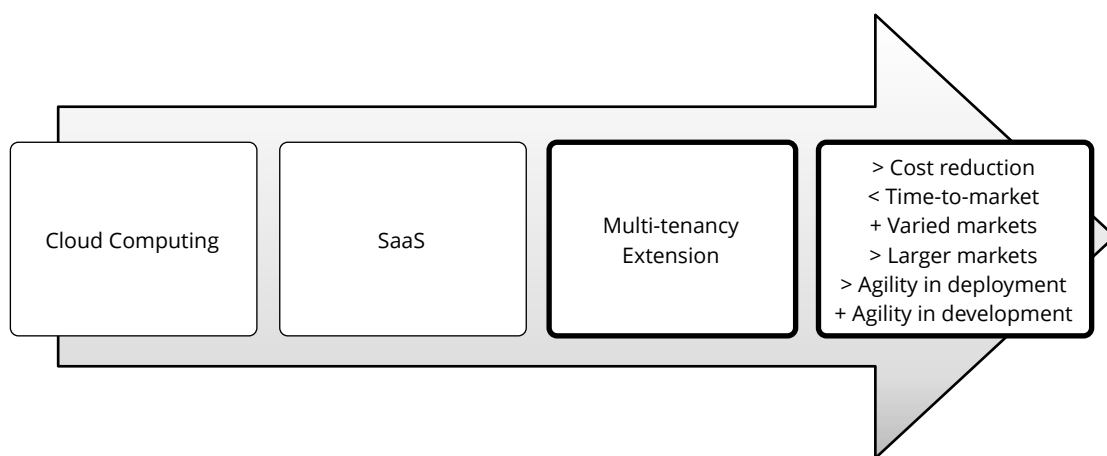 Cloud Computing
SaaS
Multi-tenancy
Extension
> Cost reduction
< Time-to-market
+ Varied markets
> Larger markets
> Agility in deployment
+ Agility in development